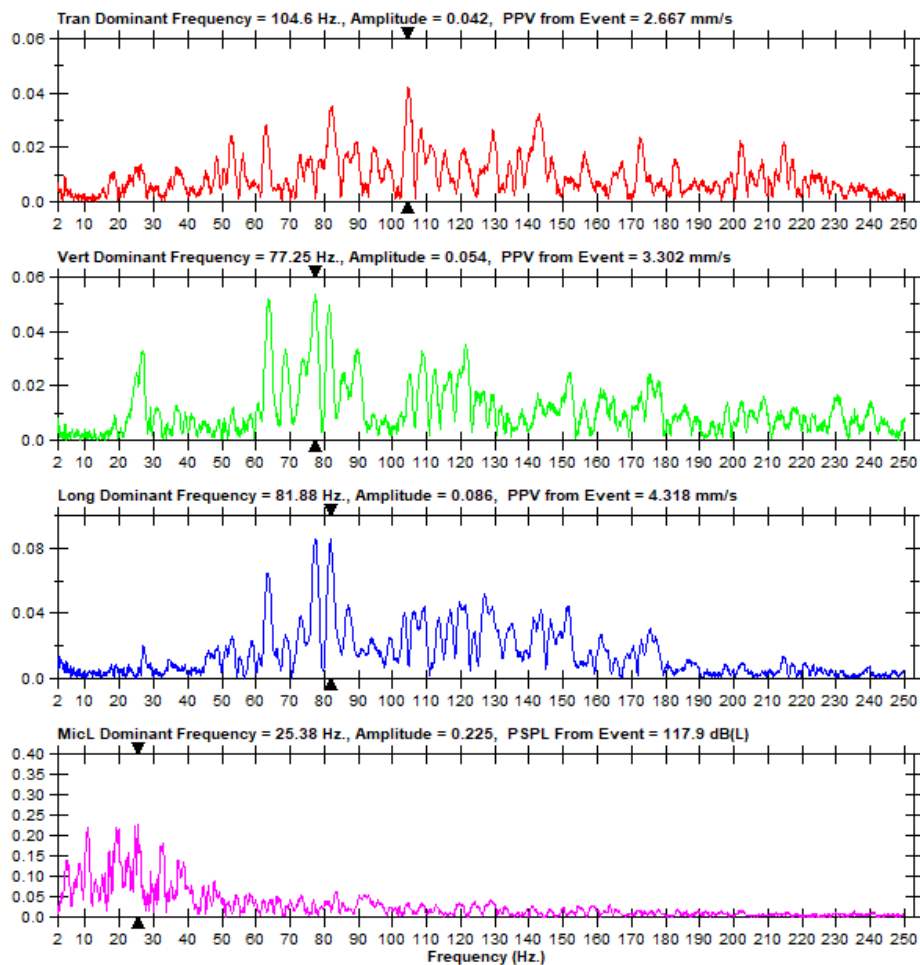 Tran Dominant Frequency = 104.6 Hz., Amplitude = 0.042, PPV from Event = 2.667 mm/s
0.06
0.04
0.02
0.0
2 10 20 30 40 50 60 70 80 90 100 110 120 130 140 150 160 170 180 190 200 210 220 230 250
Vert Dominant Frequency = 77.25 Hz., Amplitude = 0.054, PPV from Event = 3.302 mm/s
0.06
0.04
0.02
0.0
2 10 20 30 40 50 60 70 80 90 100 110 120 130 140 150 160 170 180 190 200 210 220 230 250
Long Dominant Frequency = 81.88 Hz., Amplitude = 0.086, PPV from Event = 4.318 mm/s
0.08
0.04
0.0
2 10 20 30 40 50 60 70 80 90 100 110 120 130 140 150 160 170 180 190 200 210 220 230 250
MicL Dominant Frequency = 25.38 Hz., Amplitude = 0.225, PSPL From Event = 117.9 dB(L)
0.40
0.35
0.30
0.25
0.20
0.15
0.10
0.05
0.0
2 10 20 30 40 50 60 70 80 90 100 110 120 130 140 150 160 170 180 190 200 210 220 230 250
Frequency (Hz.)